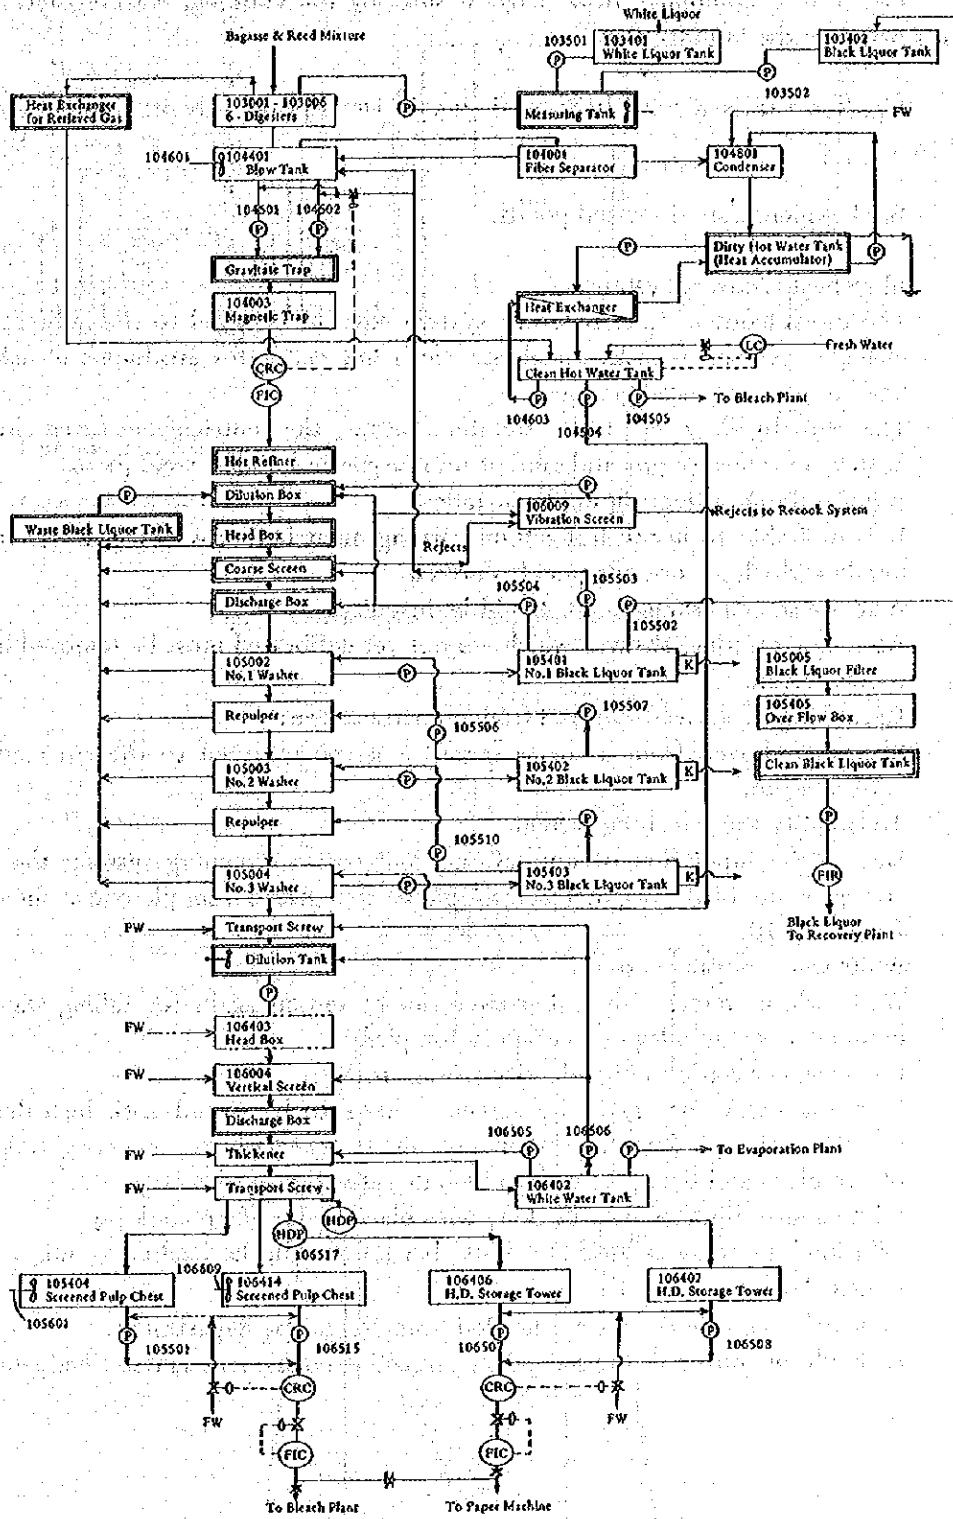 White Liquor
Bagasse & Reed Mixture
103501
103401
White Liquor Tank
103402
Black Liquor Tank
103502
Heat Exchanger
for Relieved Gas
103001 - 103006
6 - Digesters
P
P
P
Measuring Tank
FW
104601
104401
Blow Tank
104001
Fiber Separator
104801
Condenser
104501
104502
P
P
P
P
Dirty Hot Water Tank
(Heat Accumulator)
Gravitate Trap
104003
Magnetic Trap
Heat Exchanger
CRC
FIC
LC
Fresh Water
Clean Hot Water Tank
P
P
P
To Bleach Plant
104603
104504
104505
Hot Refiner
P
Dilution Box
P
106009
Vibration Screen
Rejects to Recook System
Waste Black Liquor Tank
Head Box
Rejects
Coarse Screen
105504
105503
Discharge Box
P
P
P
105502
105002
No.1 Washer
P
105401
No.1 Black Liquor Tank
K
105005
Black Liquor Filter
Repulper
105506
P
P
105507
105405
Over Flow Box
105003
No.2 Washer
P
105402
No.2 Black Liquor Tank
K
Clean Black Liquor Tank
Repulper
P
P
105510
P
105004
No.3 Washer
P
105403
No.3 Black Liquor Tank
K
FIR
Black Liquor
To Recovery Plant
PW
Transport Screw
Dilution Tank
P
FW
106403
Head Box
FW
106004
Vertical Screen
Discharge Box
106505
106506
FW
Thickener
P
P
P
To Evaporation Plant
FW
Transport Screw
106402
White Water Tank
HDP
HDP
106517
106609
105404
Screened Pulp Chest
106414
Screened Pulp Chest
106406
H.D. Storage Tower
106407
H.D. Storage Tower
105601
P
105501
P
106515
P
106507
P
106508
CRC
CRC
FW
FW
FIC
FIC
To Bleach Plant
To Paper Machine